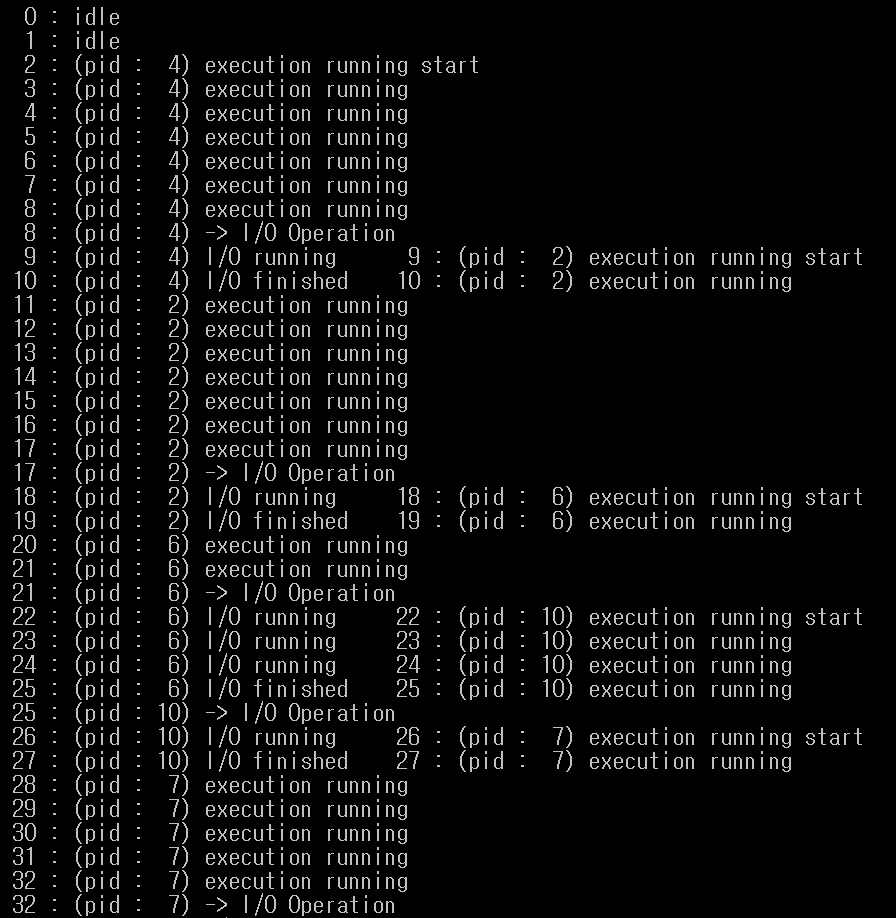 0 : idle
1 : idle
2 : (pid :  4) execution running start
3 : (pid :  4) execution running
4 : (pid :  4) execution running
5 : (pid :  4) execution running
6 : (pid :  4) execution running
7 : (pid :  4) execution running
8 : (pid :  4) execution running
8 : (pid :  4) -> I/O Operation
9 : (pid :  4) I/O running     9 : (pid :  2) execution running start
10 : (pid :  4) I/O finished   10 : (pid :  2) execution running
11 : (pid :  2) execution running
12 : (pid :  2) execution running
13 : (pid :  2) execution running
14 : (pid :  2) execution running
15 : (pid :  2) execution running
16 : (pid :  2) execution running
17 : (pid :  2) execution running
17 : (pid :  2) -> I/O Operation
18 : (pid :  2) I/O running    18 : (pid :  6) execution running start
19 : (pid :  2) I/O finished   19 : (pid :  6) execution running
20 : (pid :  6) execution running
21 : (pid :  6) execution running
21 : (pid :  6) -> I/O Operation
22 : (pid :  6) I/O running    22 : (pid : 10) execution running start
23 : (pid :  6) I/O running    23 : (pid : 10) execution running
24 : (pid :  6) I/O running    24 : (pid : 10) execution running
25 : (pid :  6) I/O finished   25 : (pid : 10) execution running
25 : (pid : 10) -> I/O Operation
26 : (pid : 10) I/O running    26 : (pid :  7) execution running start
27 : (pid : 10) I/O finished   27 : (pid :  7) execution running
28 : (pid :  7) execution running
29 : (pid :  7) execution running
30 : (pid :  7) execution running
31 : (pid :  7) execution running
32 : (pid :  7) execution running
32 : (pid :  7) -> I/O Operation